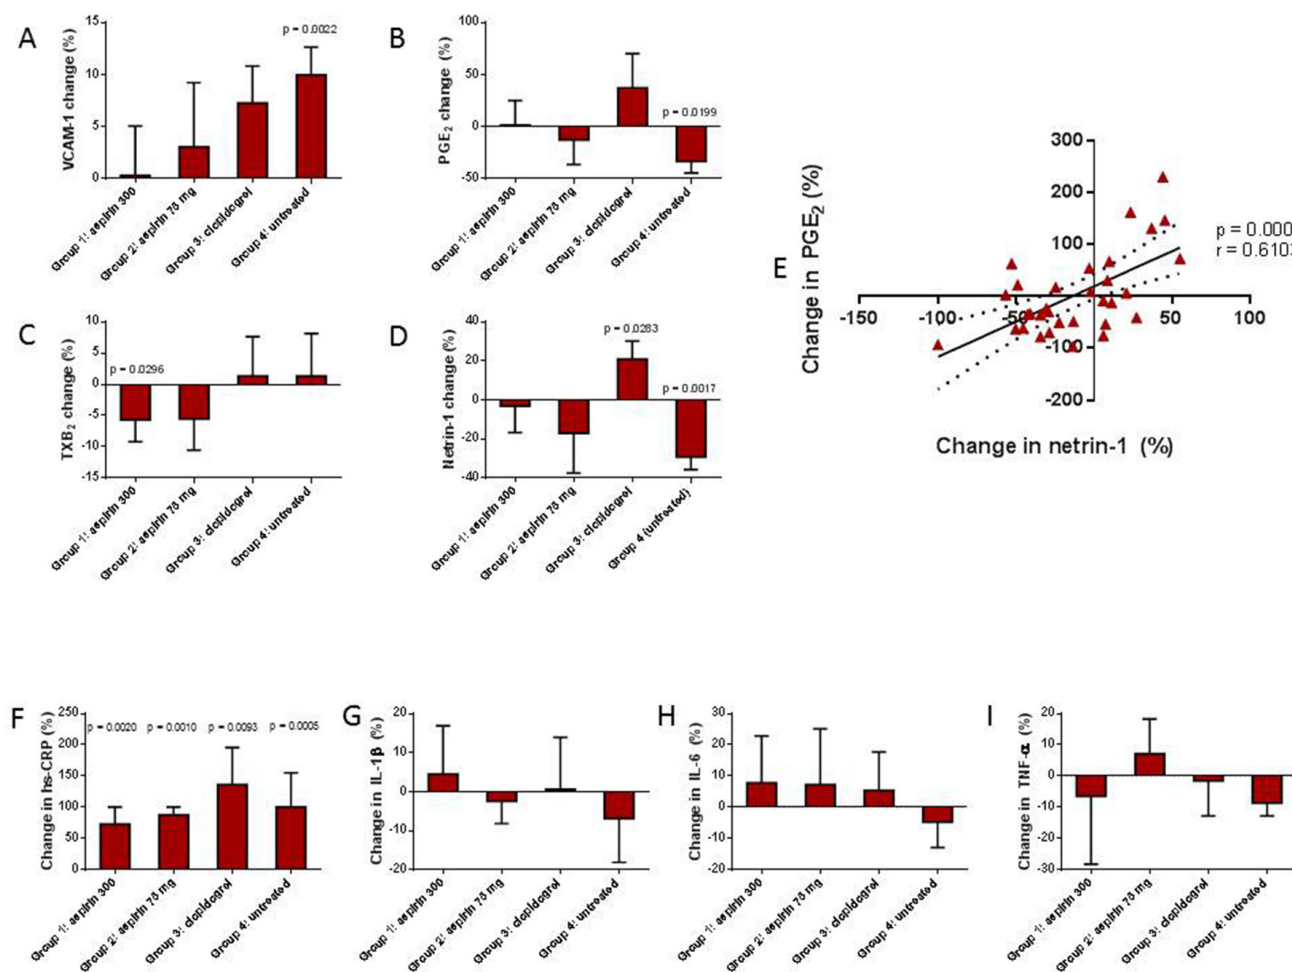 A
VCAM-1 change (%)
15
10
5
0
p = 0.0022
Group 1: aspirin 300
Group 2: aspirin 75 mg
Group 3: clopidogrel
Group 4: untreated
B
PGE2 change (%)
100
50
0
-50
p = 0.0199
Group 1: aspirin 300
Group 2: aspirin 75 mg
Group 3: clopidogrel
Group 4: untreated
C
TXB2 change (%)
10
5
0
-5
-10
-15
p = 0.0296
Group 1: aspirin 300
Group 2: aspirin 75 mg
Group 3: clopidogrel
Group 4: untreated
D
Netrin-1 change (%)
40
20
0
-20
-40
p = 0.0283
p = 0.0017
Group 1: aspirin 300
Group 2: aspirin 75 mg
Group 3: clopidogrel
Group 4 (untreated)
E
Change in PGE2 (%)
300
200
100
-100
-200
-150
-50
50
100
p = 0.000
r = 0.6103
Change in netrin-1 (%)
F
Change in hs-CRP (%)
250
200
150
100
50
0
p = 0.0020
p = 0.0010
p = 0.0093
p = 0.0005
Group 1: aspirin 300
Group 2: aspirin 75 mg
Group 3: clopidogrel
Group 4: untreated
G
Change in IL-1β (%)
20
10
0
-10
-20
Group 1: aspirin 300
Group 2: aspirin 75 mg
Group 3: clopidogrel
Group 4: untreated
H
Change in IL-6 (%)
30
20
10
0
-10
-20
Group 1: aspirin 300
Group 2: aspirin 75 mg
Group 3: clopidogrel
Group 4: untreated
I
Change in TNF-α (%)
20
10
0
-10
-20
-30
Group 1: aspirin 300
Group 2: aspirin 75 mg
Group 3: clopidogrel
Group 4: untreated